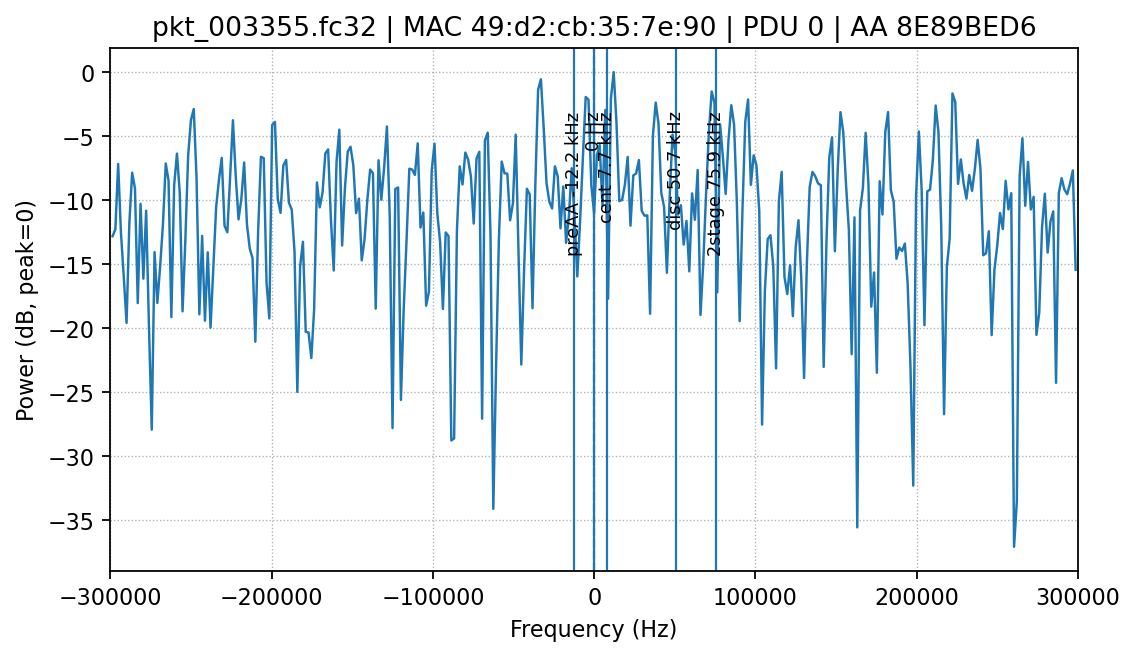 pkt_003355.fc32 | MAC 49:d2:cb:35:7e:90 | PDU 0 | AA 8E89BED6
Power (dB, peak=0)
0
−5
−10
−15
−20
−25
−30
−35
preAA -12.2 kHz
0 Hz
cent 7.7 kHz
disc 50.7 kHz
2stage 75.9 kHz
−300000
−200000
−100000
0
100000
200000
300000
Frequency (Hz)